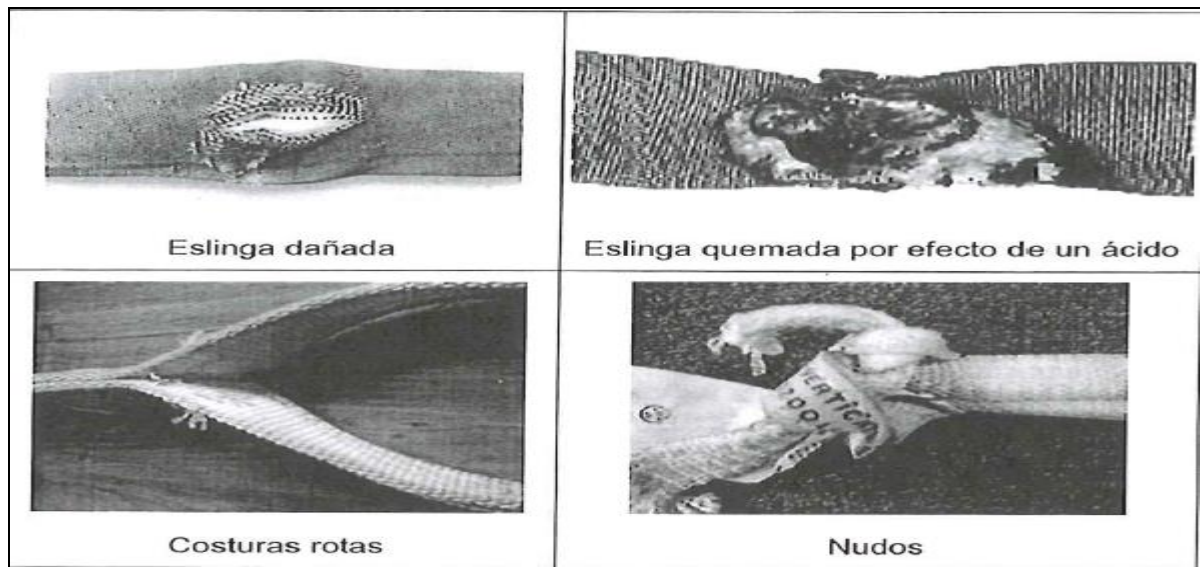 Eslinga dañada
Eslinga quemada por efecto de un ácido
Costuras rotas
Nudos